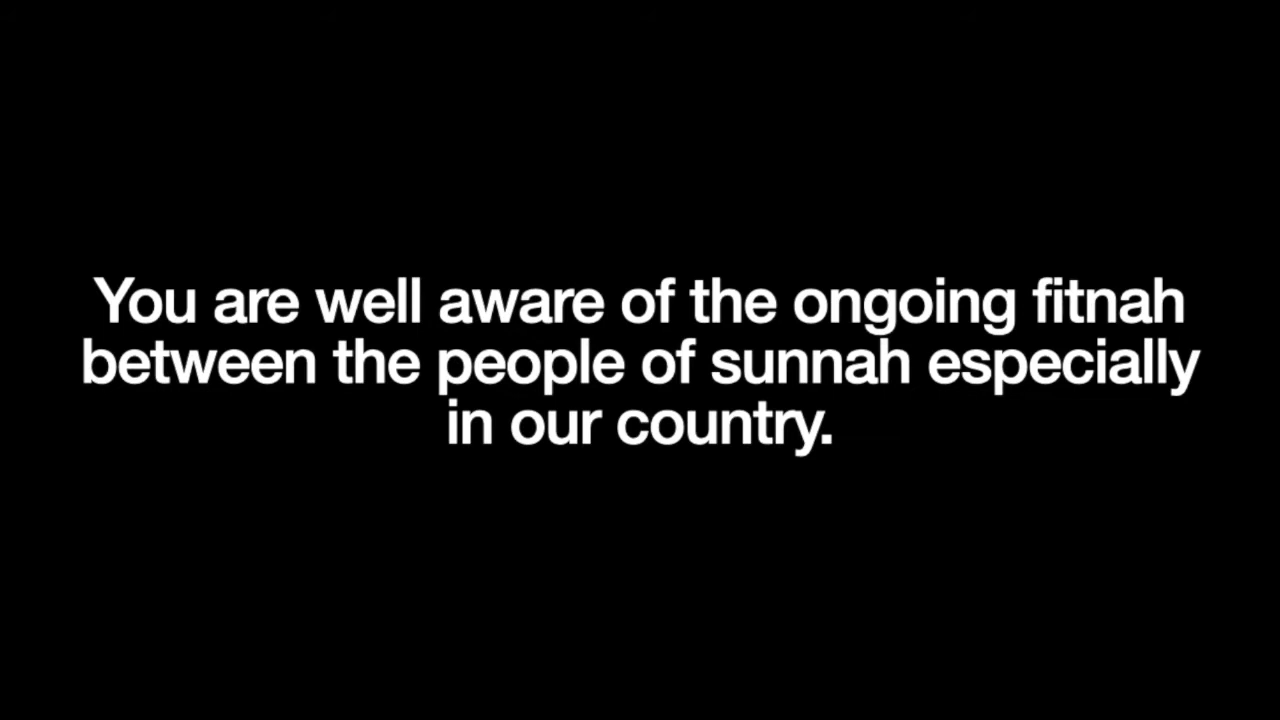 You are well aware of the ongoing fitnah
between the people of sunnah especially
in our country.